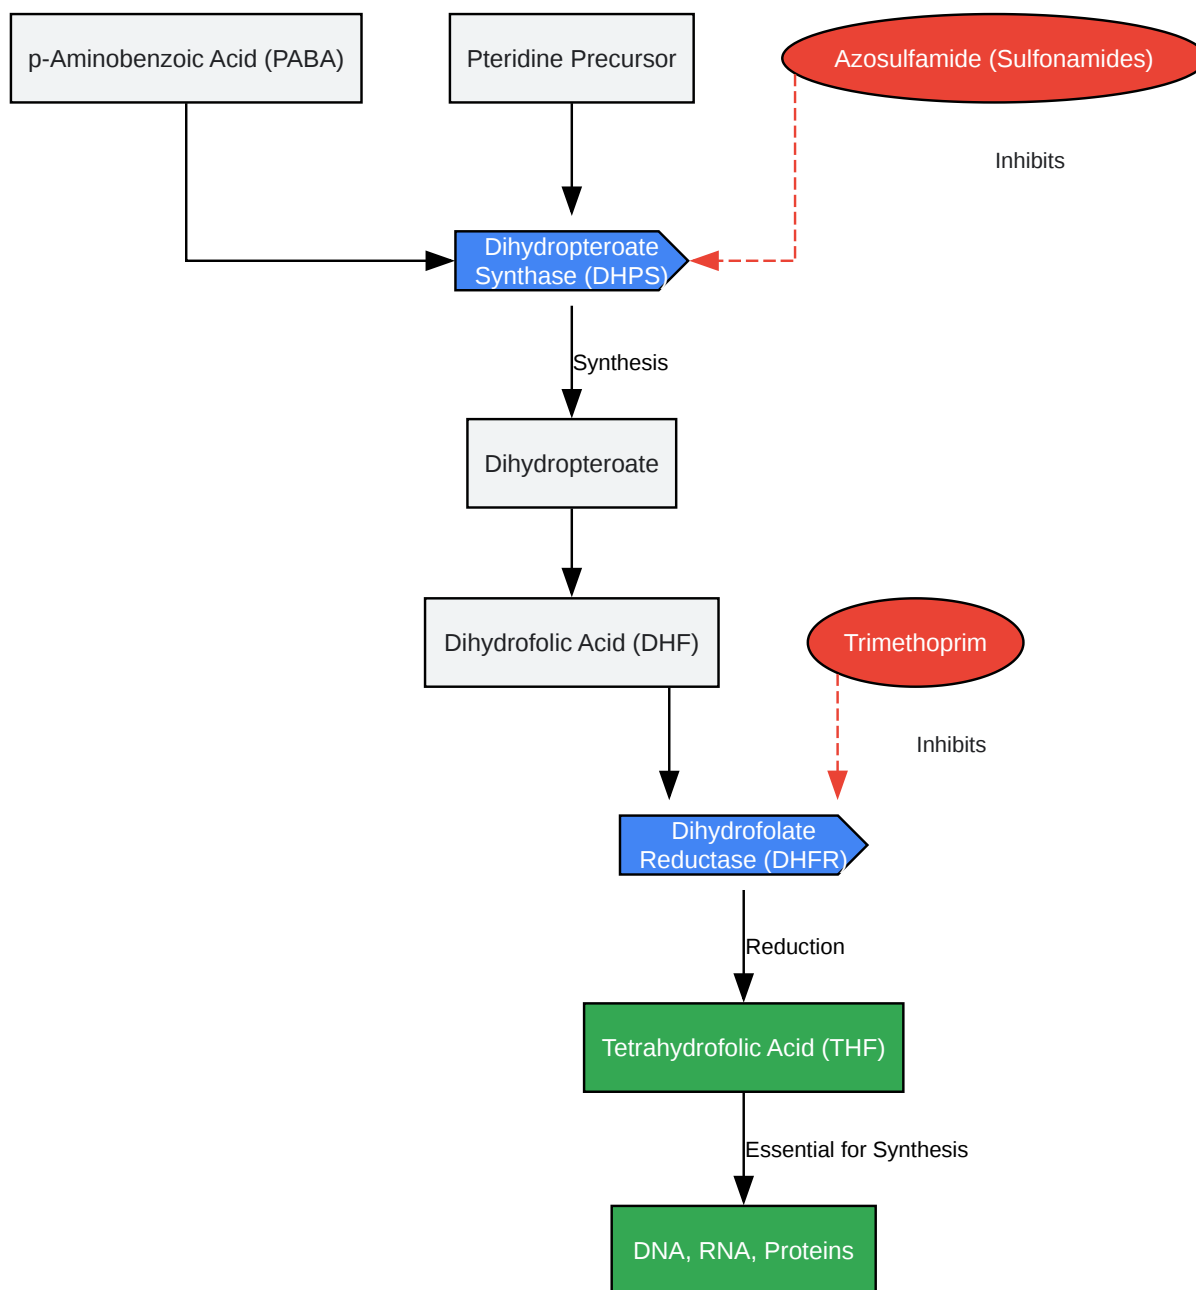 p-Aminobenzoic Acid (PABA)
Pteridine Precursor
Azosulfamide (Sulfonamides)
Inhibits
Dihydropteroate
Synthase (DHPS)
Synthesis
Dihydropteroate
Dihydrofolic Acid (DHF)
Trimethoprim
Inhibits
Dihydrofolate
Reductase (DHFR)
Reduction
Tetrahydrofolic Acid (THF)
Essential for Synthesis
DNA, RNA, Proteins